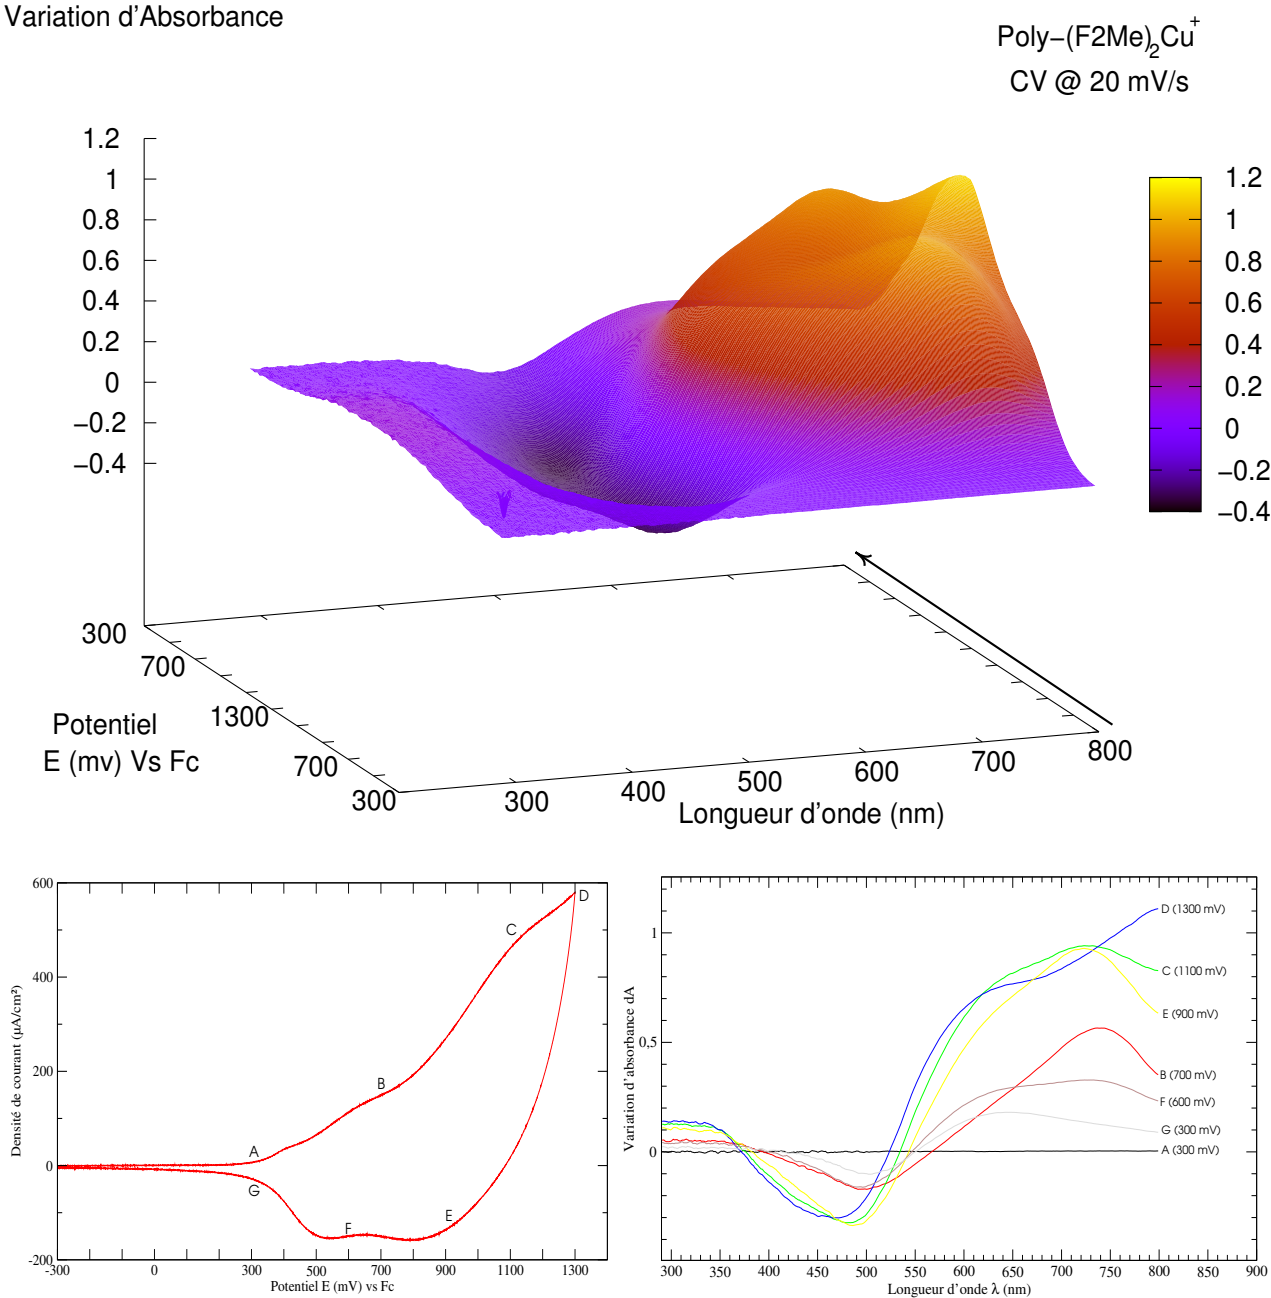 Variation d'Absorbance
Poly−(F2Me)2Cu+
CV @ 20 mV/s
1.2
1
0.8
0.6
0.4
0.2
0
−0.2
−0.4
1.2
1
0.8
0.6
0.4
0.2
0
−0.2
−0.4
300
700
1300
700
300
Potentiel
E (mv) Vs Fc
300
400
500
600
700
800
Longueur d'onde (nm)
600
400
200
0
-200
Densité de courant (µA/cm²)
A
B
C
D
E
F
G
-300
0
300
500
700
900
1100
1300
Potentiel E (mV) vs Fc
1
0,5
0
Variation d'absorbance dA
D (1300 mV)
C (1100 mV)
E (900 mV)
B (700 mV)
F (600 mV)
G (300 mV)
A (300 mV)
300 350 400 450 500 550 600 650 700 750 800 850 900
Longueur d'onde λ (nm)